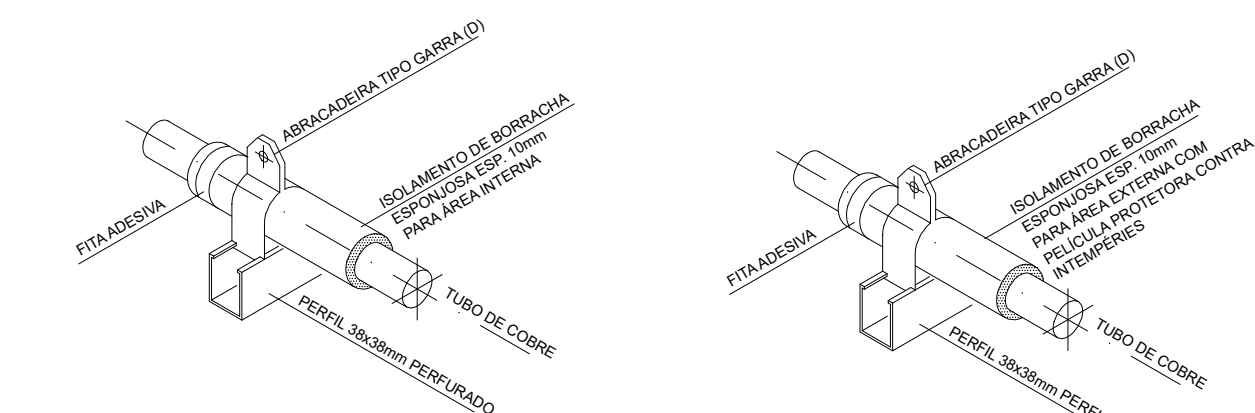 ABRACADEIRA TIPO GARRA (D)
ISOLAMENTO DE BORRACHA
ESPONJOSA ESP. 10mm
PARA ÁREA INTERNA
FITA ADESIVA
TUBO DE COBRE
PERFIL 38x38mm PERFURADO
ABRACADEIRA TIPO GARRA (D)
ISOLAMENTO DE BORRACHA
ESPONJOSA ESP. 10mm
PARA ÁREA EXTERNA COM
PELÍCULA PROTETORA CONTRA
INTEMPÉRIES
FITA ADESIVA
TUBO DE COBRE
PERFIL 38x38mm